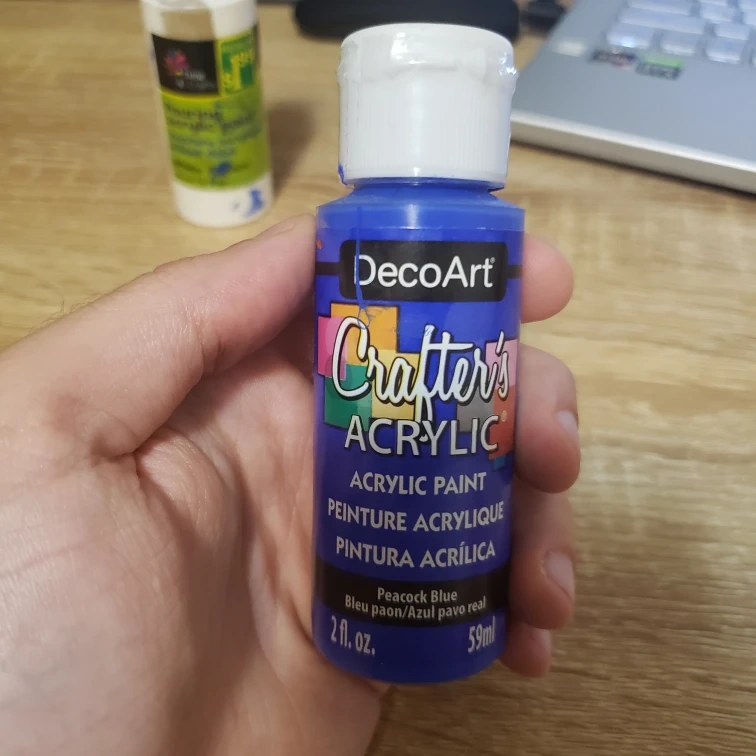 DecoArt®
Crafter's
ACRYLIC
ACRYLIC PAINT
PEINTURE ACRYLIQUE
PINTURA ACRÍLICA
Peacock Blue
Bleu paon/Azul pavo real
2 fl. oz. 59ml